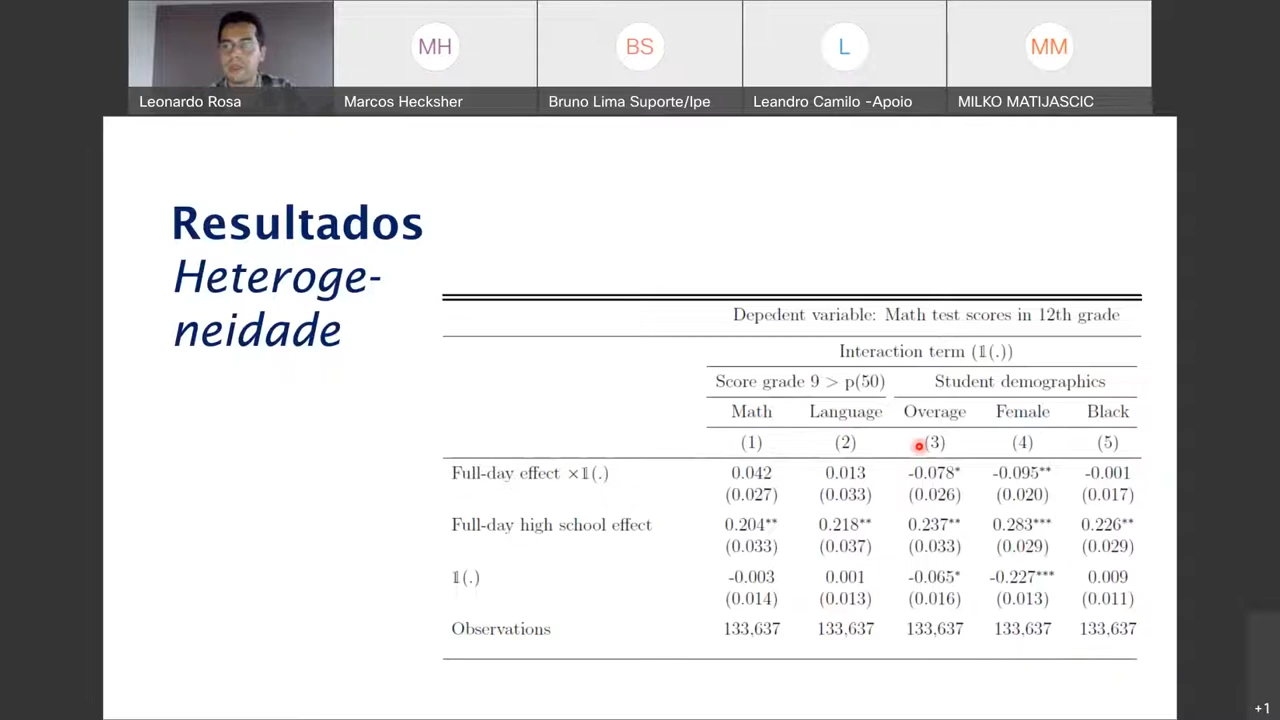 MH
BS
L
MM
Leonardo Rosa
Marcos Hecksher
Bruno Lima Suporte/Ipe
Leandro Camilo -Apoio
MILKO MATIJASCIC
Resultados
Heteroge-
neidade
Depedent variable: Math test scores in 12th grade
Interaction term (𝟙(.))
Score grade 9 > p(50) Student demographics
Math Language Overage Female Black
(1) (2) (3) (4) (5)
Full-day effect ×𝟙(.) 0.042 0.013 -0.078* -0.095** -0.001
(0.027) (0.033) (0.026) (0.020) (0.017)
Full-day high school effect 0.204** 0.218** 0.237** 0.283*** 0.226**
(0.033) (0.037) (0.033) (0.029) (0.029)
𝟙(.) -0.003 0.001 -0.065* -0.227*** 0.009
(0.014) (0.013) (0.016) (0.013) (0.011)
Observations 133,637 133,637 133,637 133,637 133,637
+1